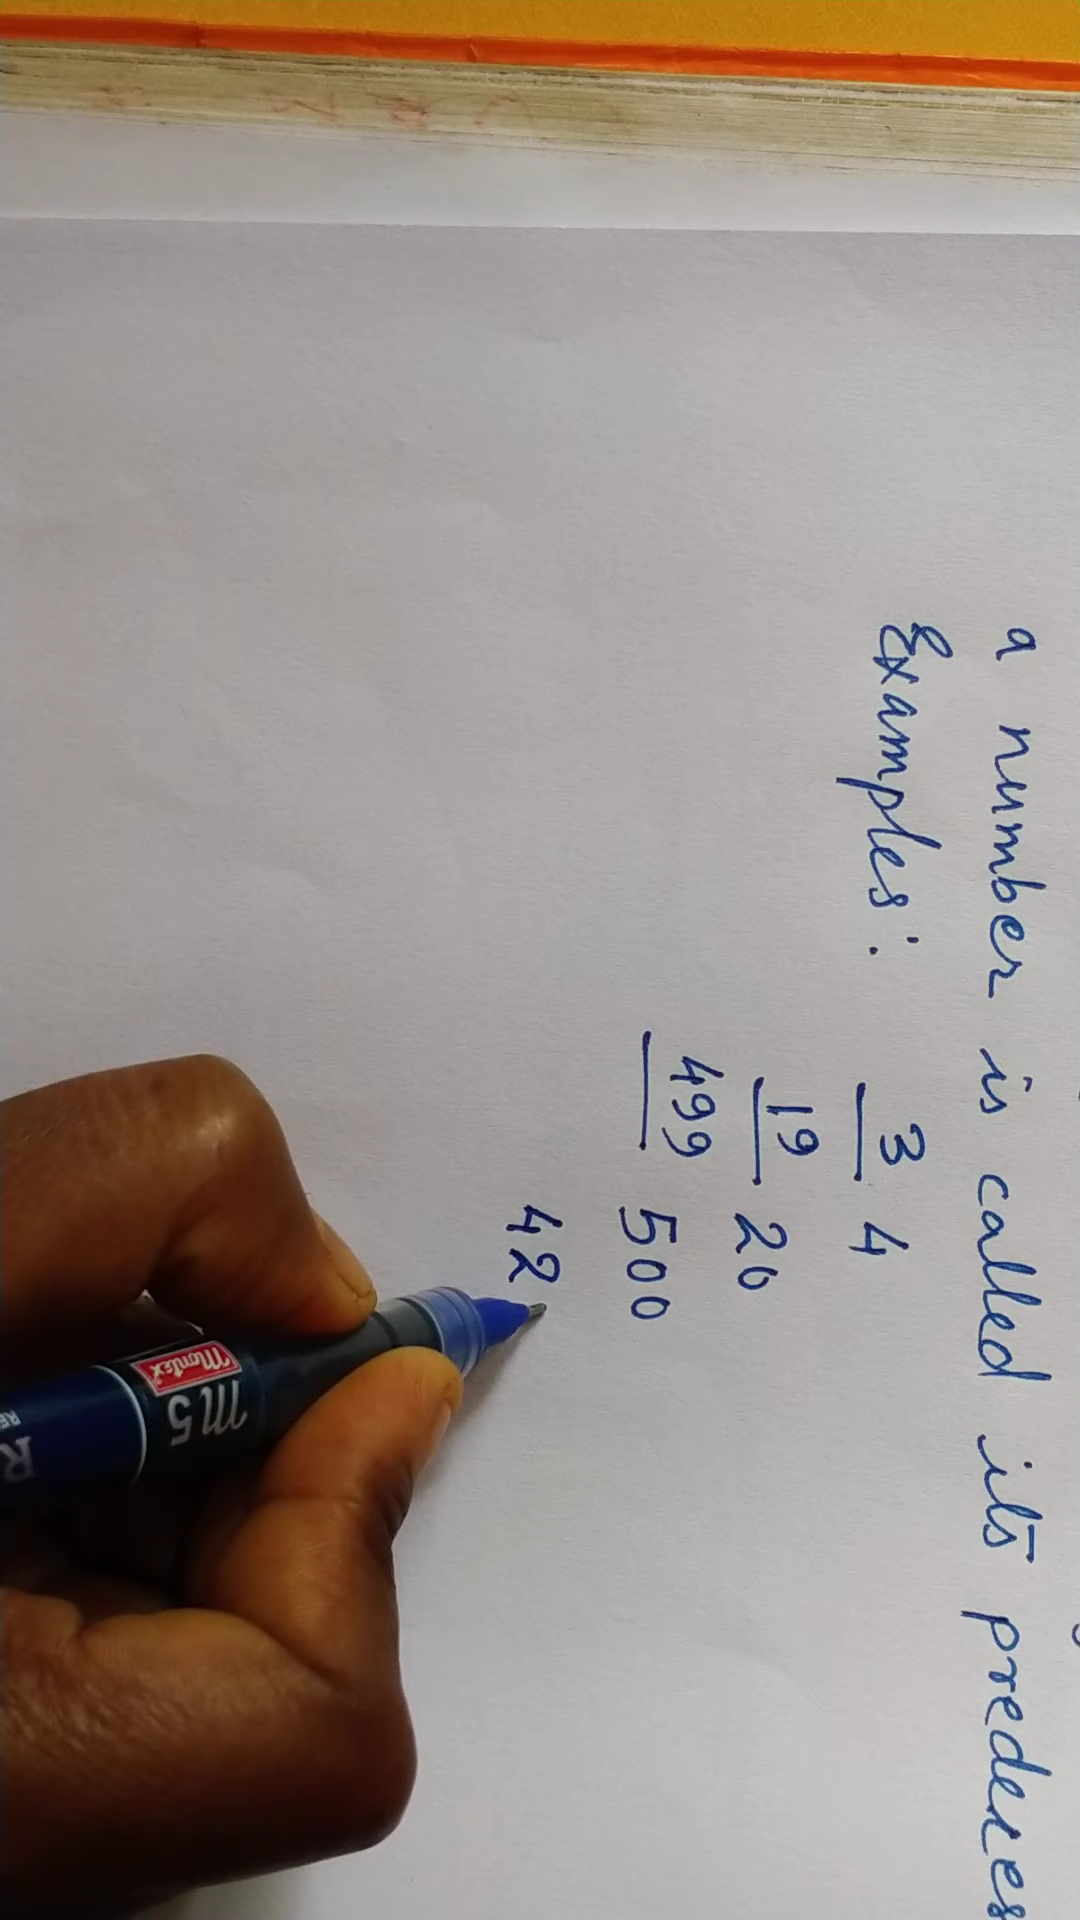 a number is called its predeces
Examples: 3 4
19 20
499 500
42
Montex
m5
R